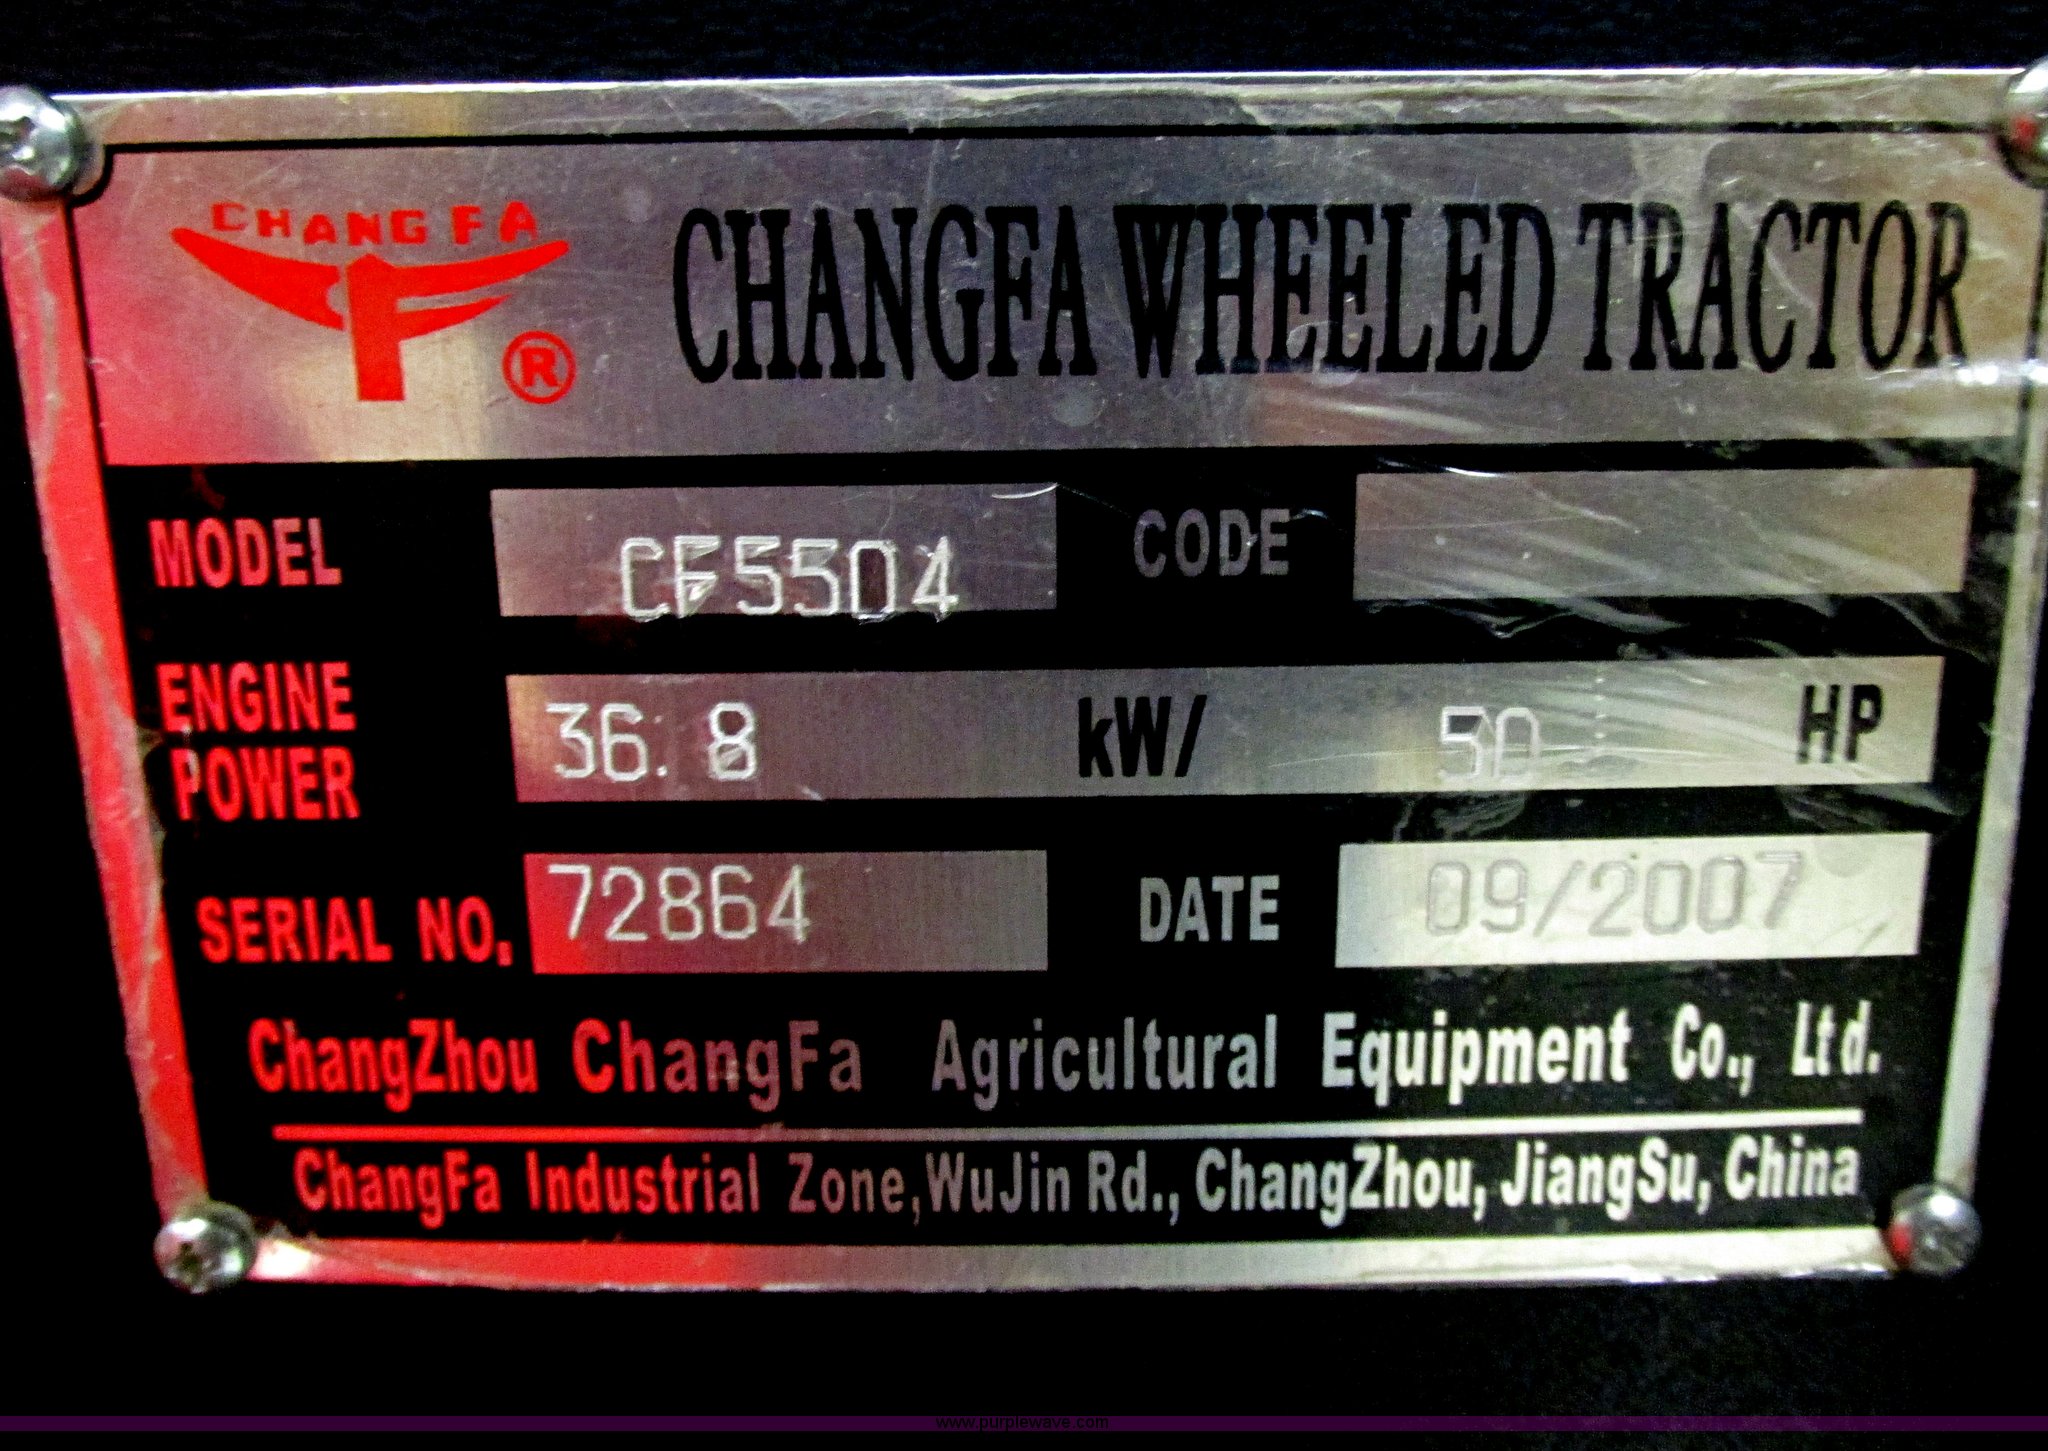 CHANG FA
®
CHANGFA WHEELED TRACTOR
MODEL CF5504 CODE
ENGINE POWER 36.8 kW/ 50 HP
SERIAL NO. 72864 DATE 09/2007
ChangZhou ChangFa Agricultural Equipment Co., Ltd.
ChangFa Industrial Zone,WuJin Rd., ChangZhou, JiangSu, China
www.purplewave.com